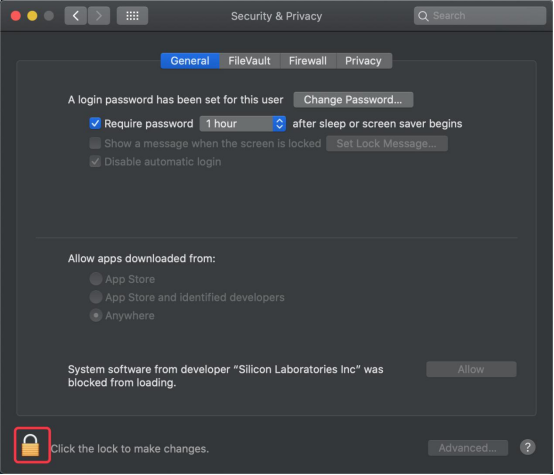 Security & Privacy
Search
General FileVault Firewall Privacy
A login password has been set for this user Change Password...
Require password 1 hour after sleep or screen saver begins
Show a message when the screen is locked Set Lock Message...
Disable automatic login
Allow apps downloaded from:
App Store
App Store and identified developers
Anywhere
System software from developer “Silicon Laboratories Inc” was Allow
blocked from loading.
Click the lock to make changes. Advanced... ?